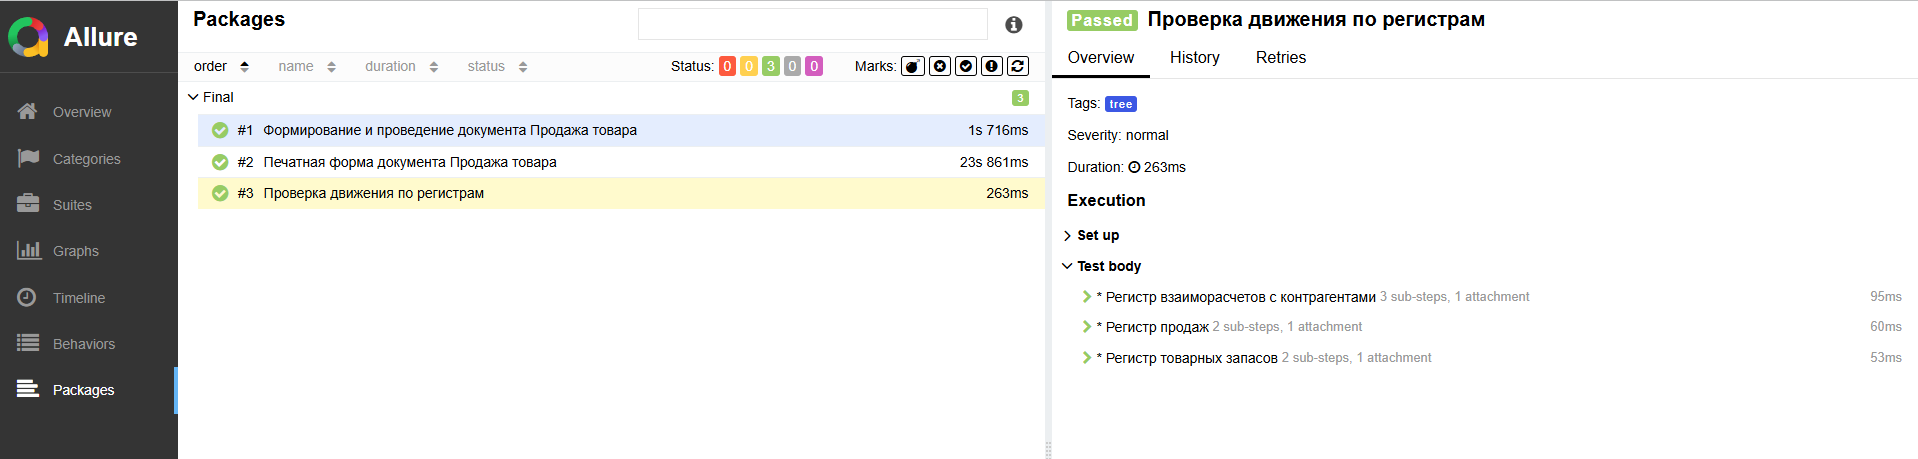 Allure
Overview
Categories
Suites
Graphs
Timeline
Behaviors
Packages
Packages
order name duration status Status: 0 0 3 0 0 Marks:
Final 3
#1 Формирование и проведение документа Продажа товара 1s 716ms
#2 Печатная форма документа Продажа товара 23s 861ms
#3 Проверка движения по регистрам 263ms
Passed Проверка движения по регистрам
Overview History Retries
Tags: tree
Severity: normal
Duration: 263ms
Execution
Set up
Test body
* Регистр взаиморасчетов с контрагентами 3 sub-steps, 1 attachment 95ms
* Регистр продаж 2 sub-steps, 1 attachment 60ms
* Регистр товарных запасов 2 sub-steps, 1 attachment 53ms